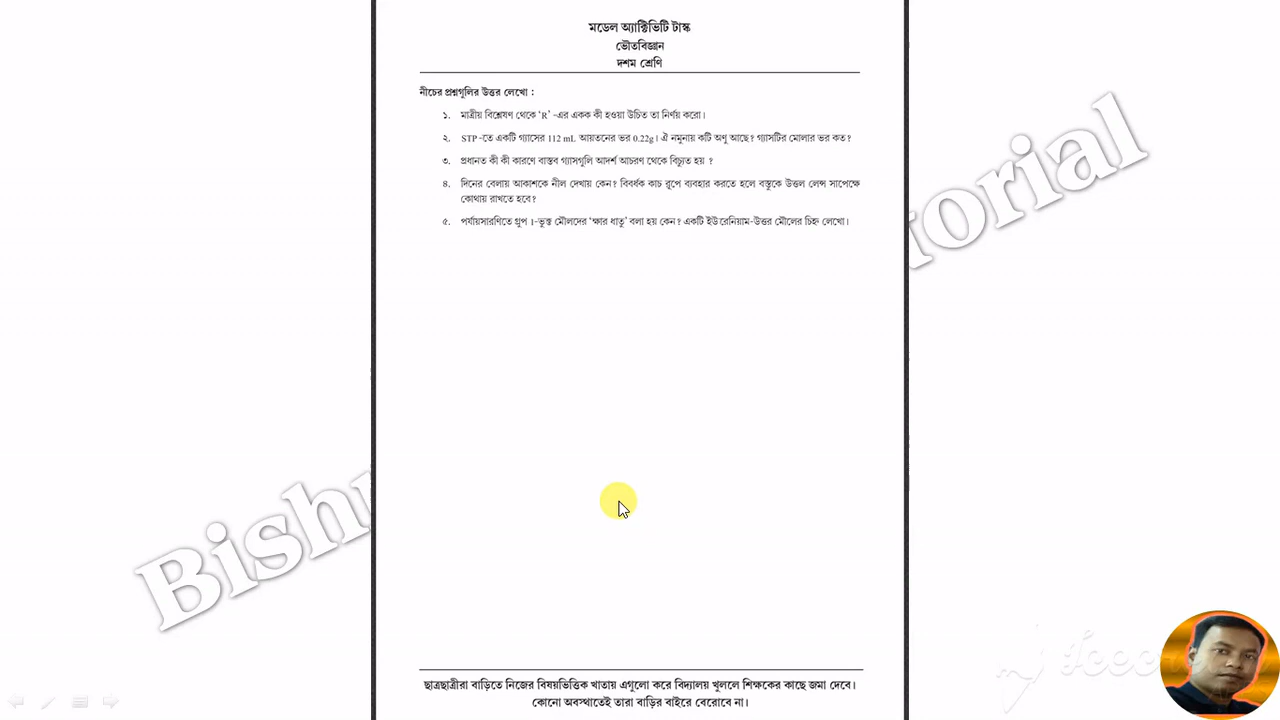 মডেল অ্যাক্টিভিটি টাস্ক
ভৌতবিজ্ঞান
দশম শ্রেণি
নীচের প্রশ্নগুলির উত্তর লেখো :
১. মাত্রীয় বিশ্লেষণ থেকে ‘R’ -এর একক কী হওয়া উচিত তা নির্ণয় করো।
২. STP -তে একটি গ্যাসের 112 mL আয়তনের ভর 0.22g। ঐ নমুনায় কটি অণু আছে? গ্যাসটির মোলার ভর কত?
৩. প্রধানত কী কী কারণে বাস্তব গ্যাসগুলি আদর্শ আচরণ থেকে বিচ্যুত হয় ?
৪. দিনের বেলায় আকাশকে নীল দেখায় কেন? বিবর্ধক কাচ রূপে ব্যবহার করতে হলে বস্তুকে উত্তল লেন্স সাপেক্ষে
কোথায় রাখতে হবে?
৫. পর্যায়সারণিতে গ্রুপ 1-ভুক্ত মৌলদের ‘ক্ষার ধাতু’ বলা হয় কেন? একটি ইউরেনিয়াম-উত্তর মৌলের চিহ্ন লেখো।
Bishu
orial
ছাত্রছাত্রীরা বাড়িতে নিজের বিষয়ভিত্তিক খাতায় এগুলো করে বিদ্যালয় খুললে শিক্ষকের কাছে জমা দেবে।
কোনো অবস্থাতেই তারা বাড়ির বাইরে বেরোবে না।